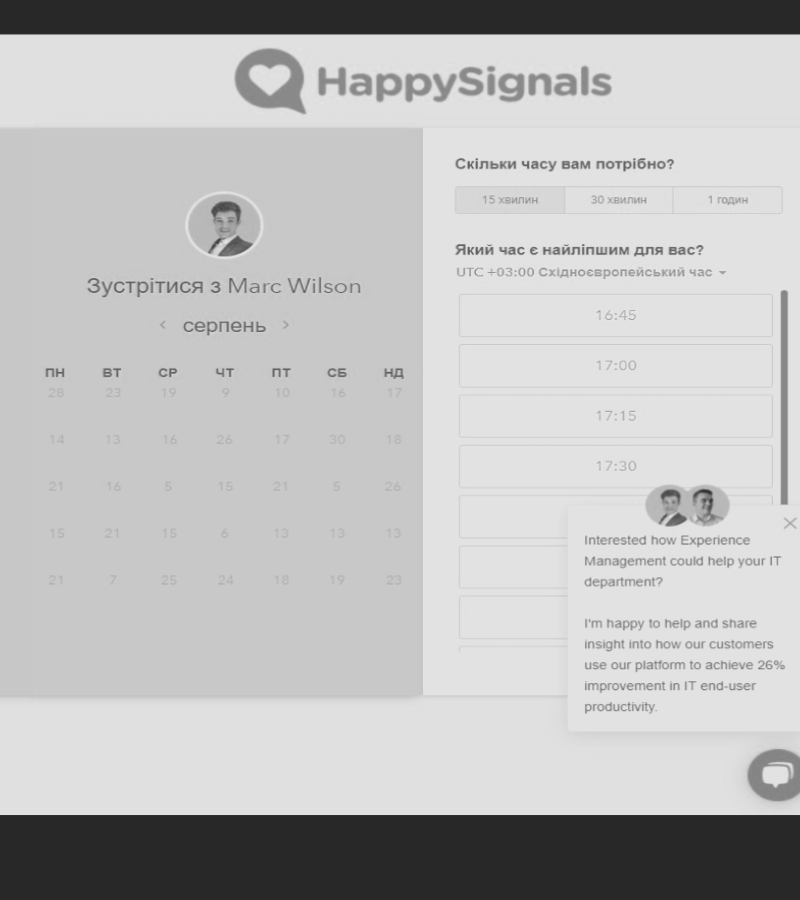 HappySignals
Зустрітися з Marc Wilson
серпень
ПН ВТ СР ЧТ ПТ СБ НД
28 23 19 9 10 16 17
14 13 16 26 17 30 18
21 16 5 15 21 5 26
15 21 15 6 13 13 13
21 7 25 24 18 19 23
Скільки часу вам потрібно?
15 хвилин 30 хвилин 1 годин
Який час є найліпшим для вас?
UTC +03:00 Східноєвропейський час
16:45
17:00
17:15
17:30
Interested how Experience
Management could help your IT
department?
I'm happy to help and share
insight into how our customers
use our platform to achieve 26%
improvement in IT end-user
productivity.